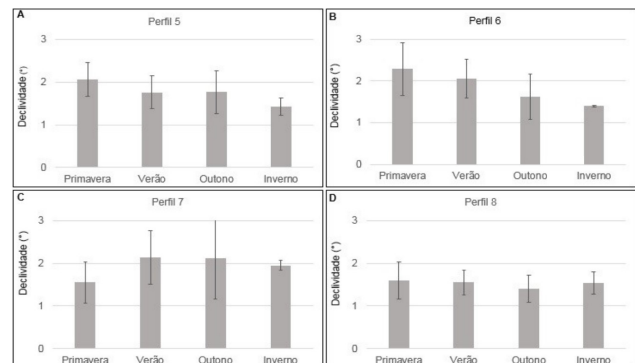 A
Perfil 5
Declividade (°)
3
2
1
0
Primavera Verão Outono Inverno
B
Perfil 6
Declividade (°)
3
2
1
0
Primavera Verão Outono Inverno
C
Perfil 7
Declividade (°)
3
2
1
0
Primavera Verão Outono Inverno
D
Perfil 8
Declividade (°)
3
2
1
0
Primavera Verão Outono Inverno